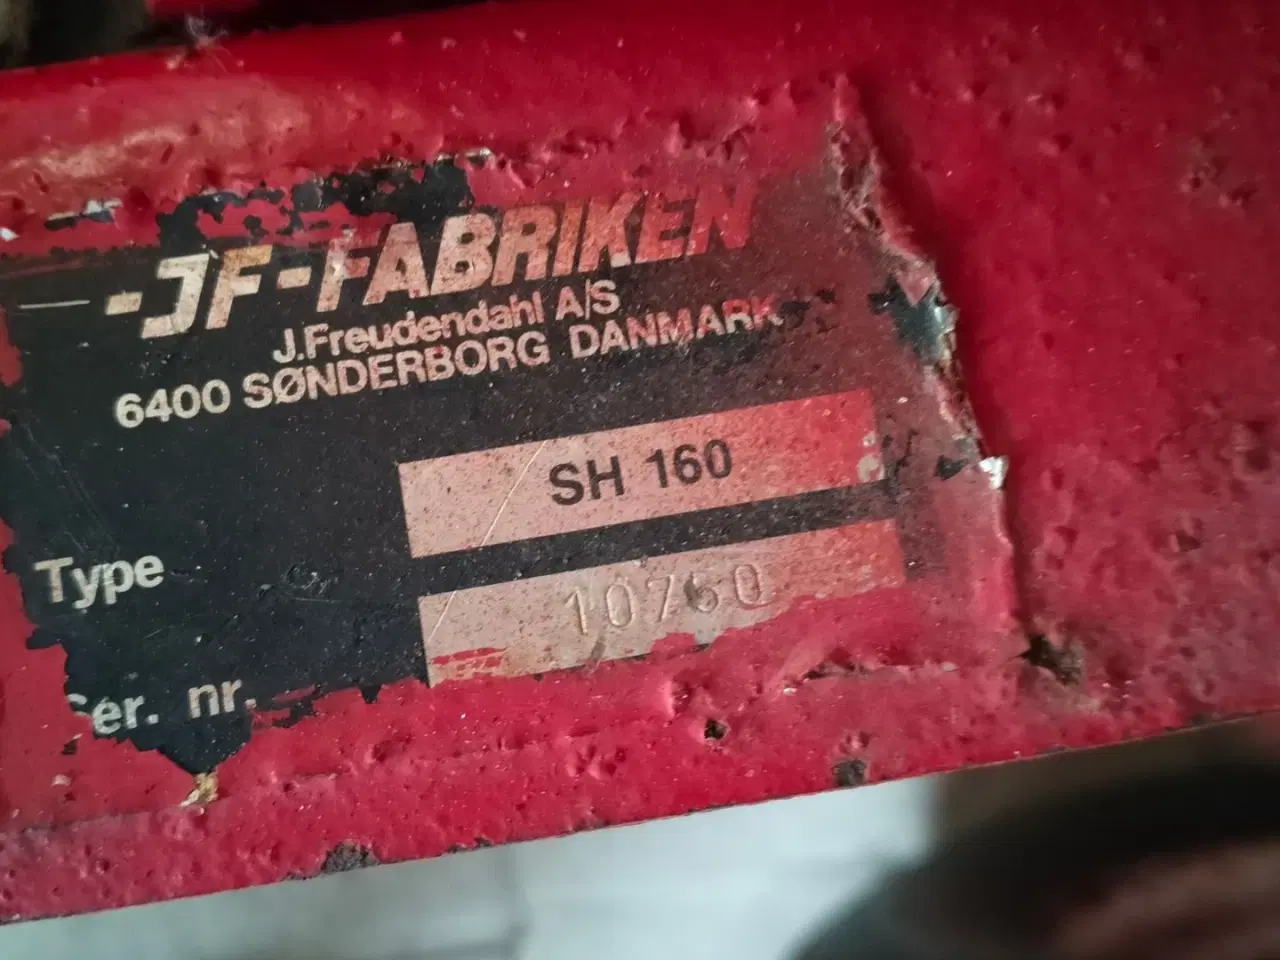 -JF-FABRIKEN
J.Freudendahl A/S
6400 SØNDERBORG DANMARK
Type SH 160
Ser. nr. 10760